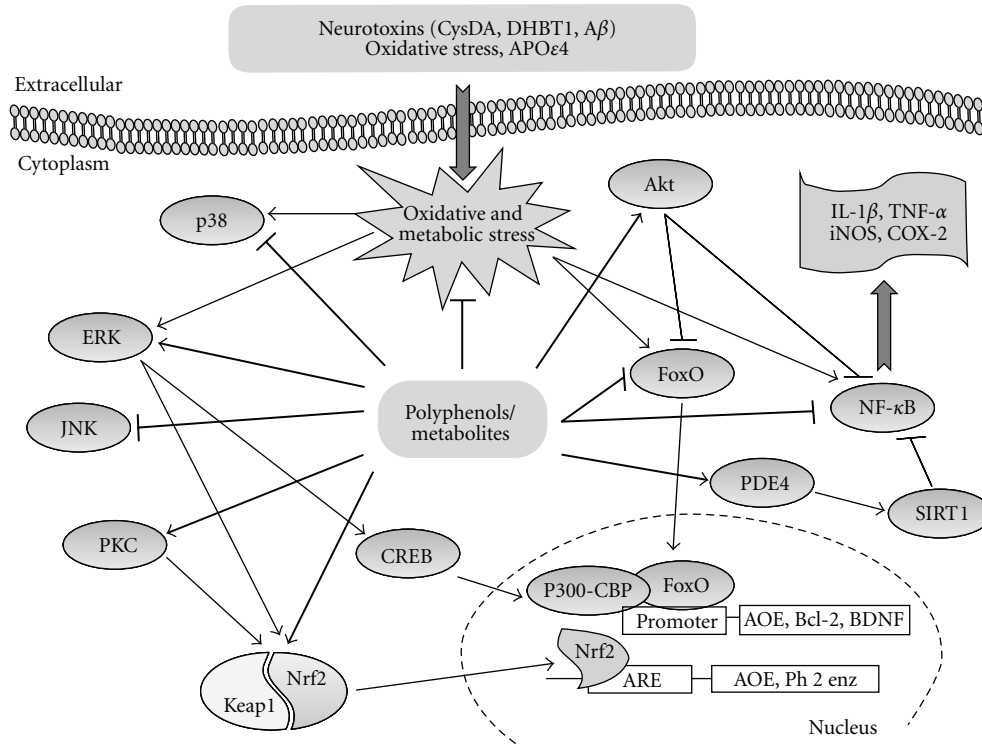 Neurotoxins (CysDA, DHBT1, Aβ)
Oxidative stress, APOε4
Extracellular
Cytoplasm
Akt
p38
Oxidative and
metabolic stress
IL-1β, TNF-α
iNOS, COX-2
ERK
FoxO
NF-κB
Polyphenols/
metabolites
JNK
PDE4
SIRT1
PKC
CREB
P300-CBP
FoxO
Promoter
AOE, Bcl-2, BDNF
Nrf2
Keap1
Nrf2
ARE
AOE, Ph 2 enz
Nucleus